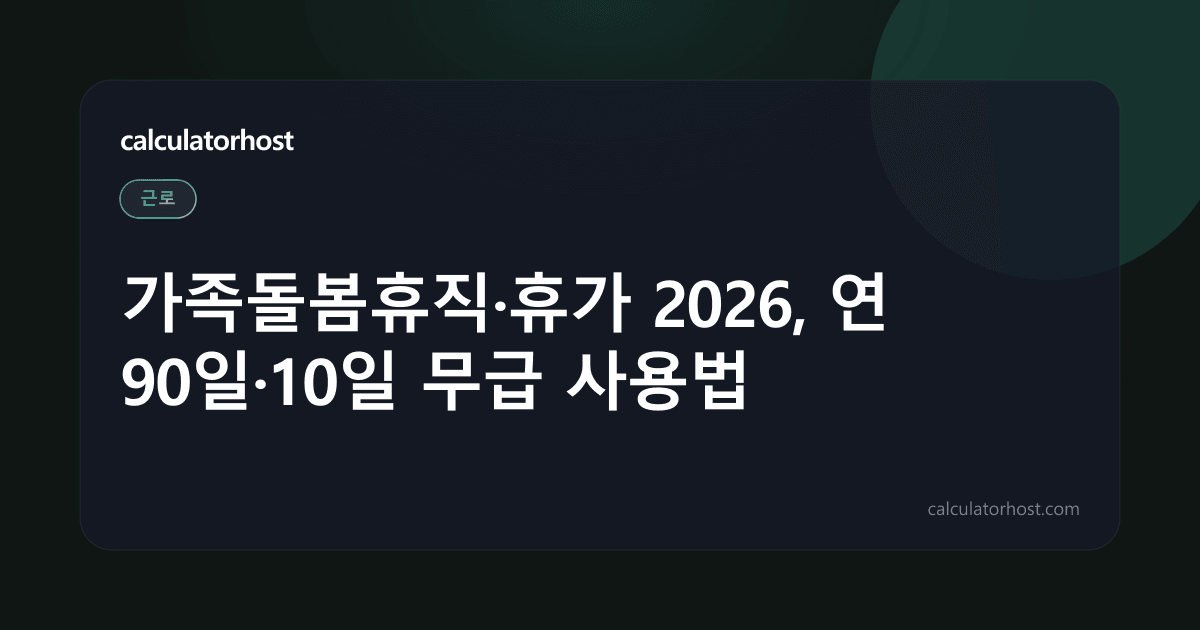 calculatorhost
근로
가족돌봄휴직·휴가 2026, 연
90일·10일 무급 사용법
calculatorhost.com